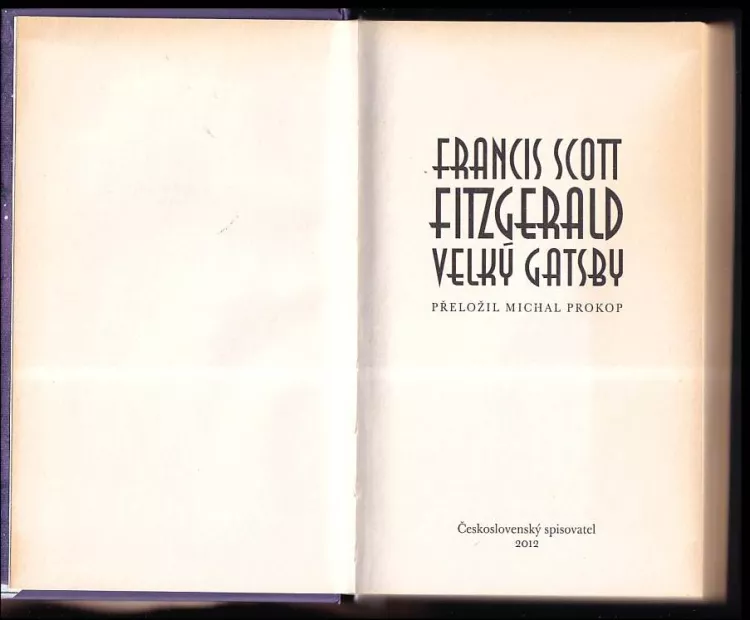 FRANCIS SCOTT
FITZGERALD
VELKÝ GATSBY
PŘELOŽIL MICHAL PROKOP
Československý spisovatel
2012